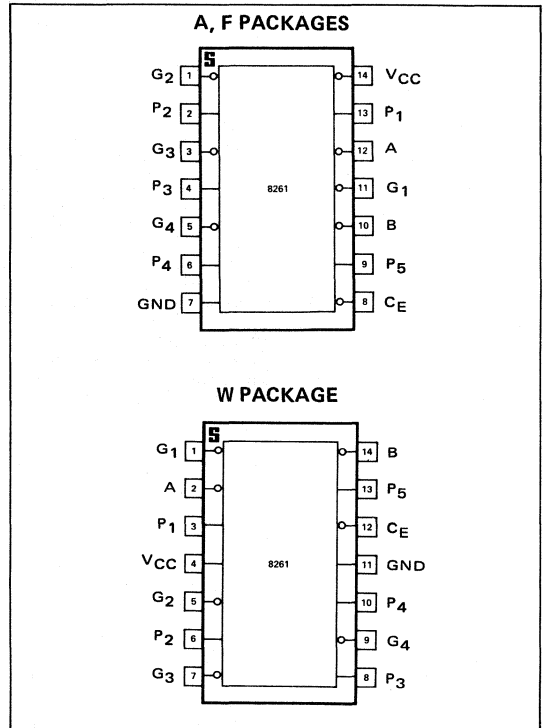 A, F PACKAGES
S
G2 1 14 VCC
P2 2 13 P1
G3 3 12 A
P3 4 8261 11 G1
G4 5 10 B
P4 6 9 P5
GND 7 8 CE
W PACKAGE
S
G1 1 14 B
A 2 13 P5
P1 3 12 CE
VCC 4 8261 11 GND
G2 5 10 P4
P2 6 9 G4
G3 7 8 P3